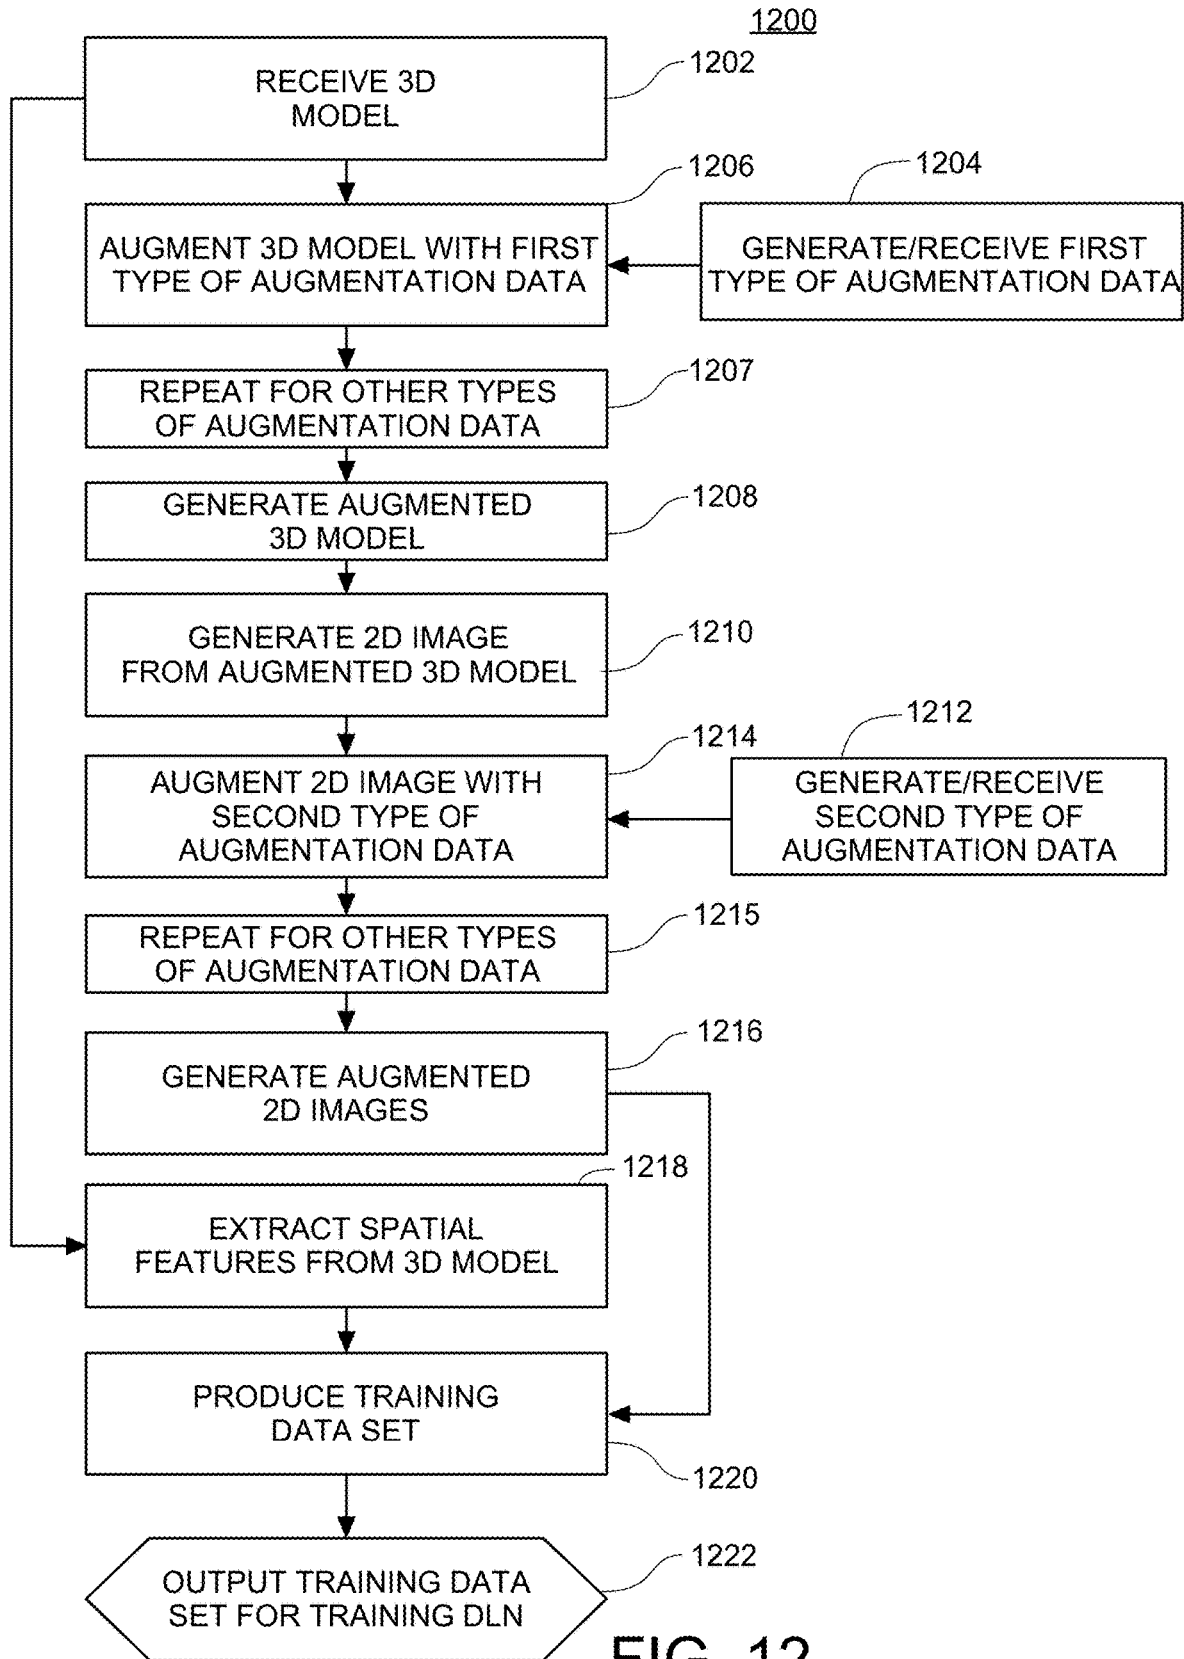 1200
RECEIVE 3D
MODEL
1202
1206
AUGMENT 3D MODEL WITH FIRST
TYPE OF AUGMENTATION DATA
1204
GENERATE/RECEIVE FIRST
TYPE OF AUGMENTATION DATA
REPEAT FOR OTHER TYPES
OF AUGMENTATION DATA
1207
GENERATE AUGMENTED
3D MODEL
1208
GENERATE 2D IMAGE
FROM AUGMENTED 3D MODEL
1210
1214
AUGMENT 2D IMAGE WITH
SECOND TYPE OF
AUGMENTATION DATA
1212
GENERATE/RECEIVE
SECOND TYPE OF
AUGMENTATION DATA
REPEAT FOR OTHER TYPES
OF AUGMENTATION DATA
1215
GENERATE AUGMENTED
2D IMAGES
1216
1218
EXTRACT SPATIAL
FEATURES FROM 3D MODEL
PRODUCE TRAINING
DATA SET
1220
OUTPUT TRAINING DATA
SET FOR TRAINING DLN
1222
FIG. 12